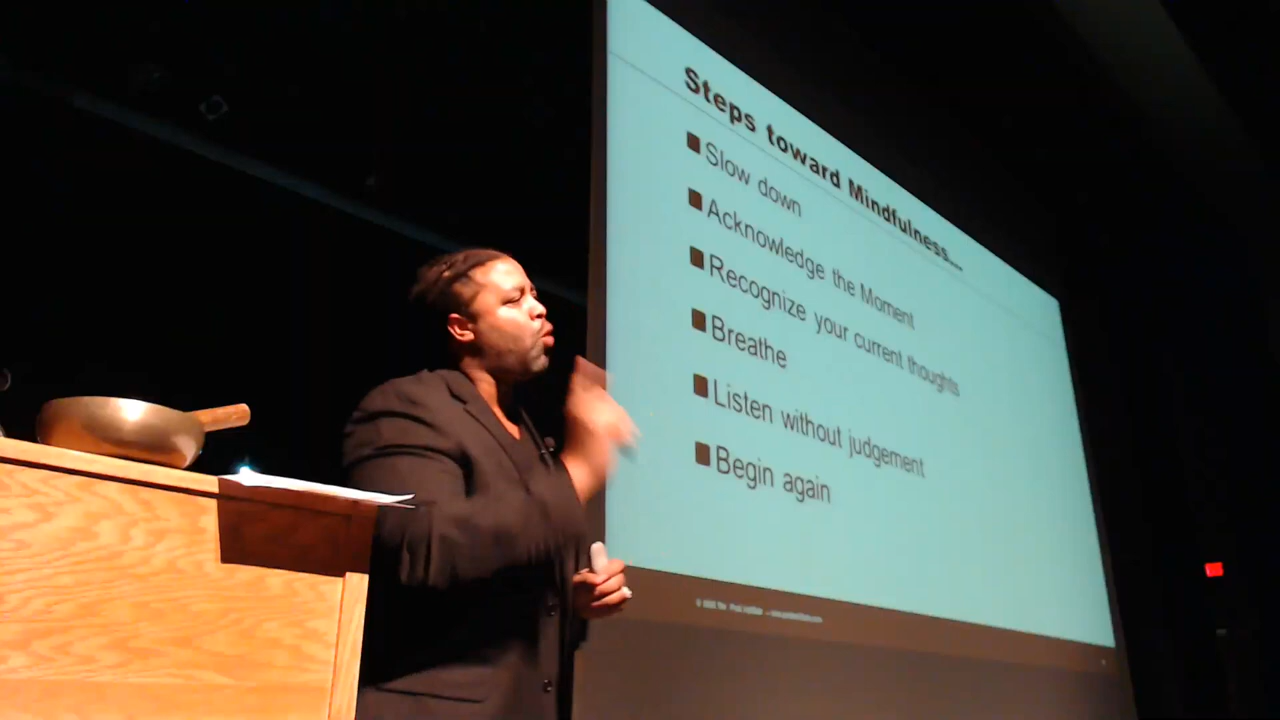 Steps toward Mindfulness...
Slow down
Acknowledge the Moment
Recognize your current thoughts
Breathe
Listen without judgement
Begin again